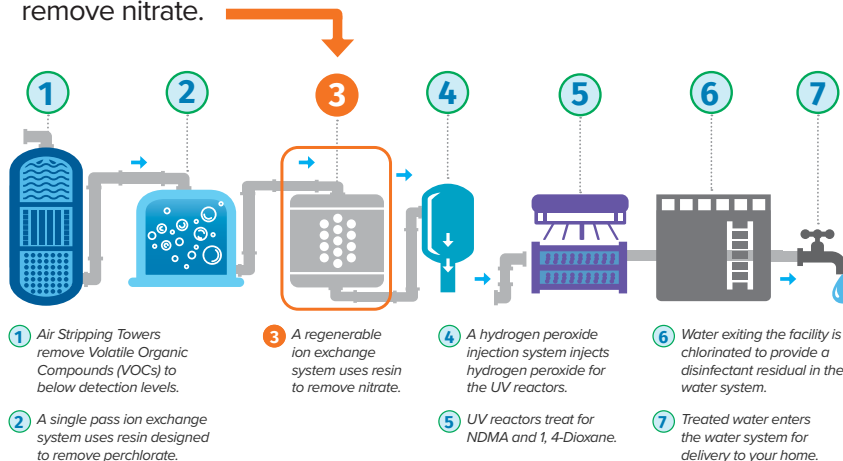 remove nitrate.
1
2
3
4
5
6
7
1 Air Stripping Towers
remove Volatile Organic
Compounds (VOCs) to
below detection levels.
2 A single pass ion exchange
system uses resin designed
to remove perchlorate.
3 A regenerable
ion exchange
system uses resin
to remove nitrate.
4 A hydrogen peroxide
injection system injects
hydrogen peroxide for
the UV reactors.
5 UV reactors treat for
NDMA and 1, 4-Dioxane.
6 Water exiting the facility is
chlorinated to provide a
disinfectant residual in the
water system.
7 Treated water enters
the water system for
delivery to your home.